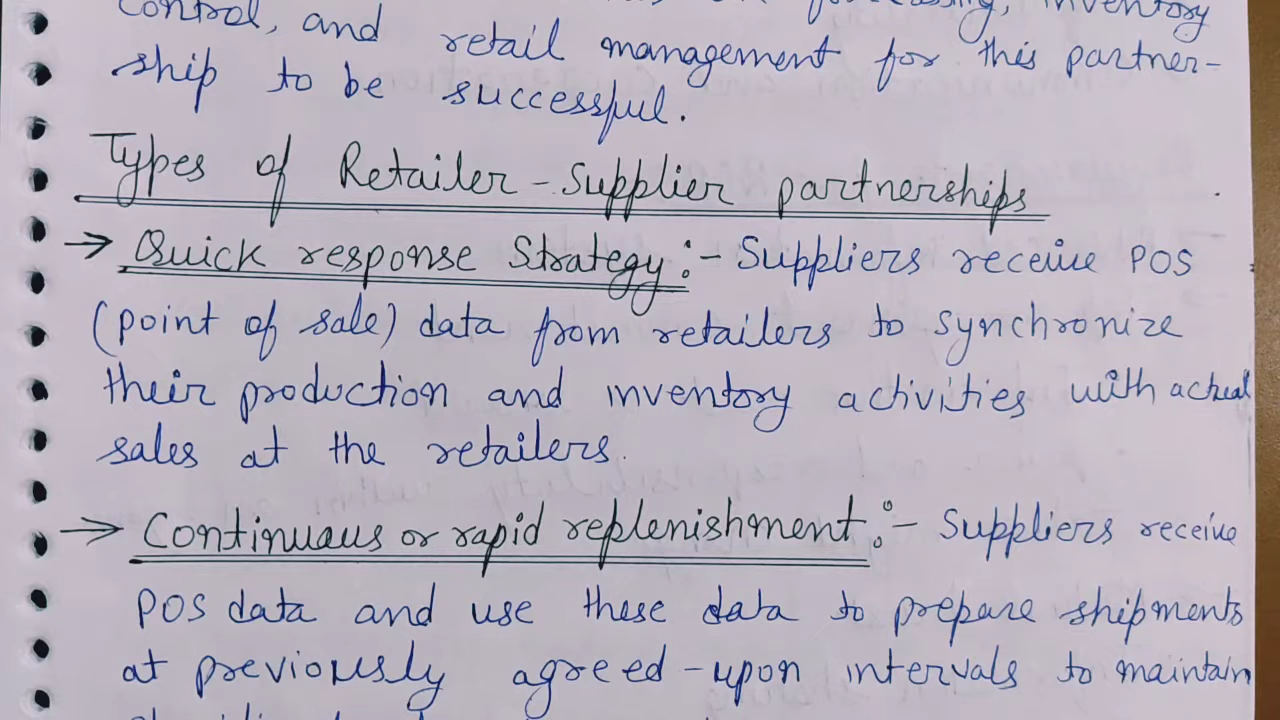 control, and retail management for this partner-
ship to be successful.
Types of Retailer - Supplier partnerships
→ Quick response Strategy :- Suppliers receive POS
(point of sale) data from retailers to synchronize
their production and inventory activities with actual
sales at the retailers.
→ Continuous or rapid replenishment :- Suppliers receive
POS data and use these data to prepare shipments
at previously agreed - upon intervals to maintain